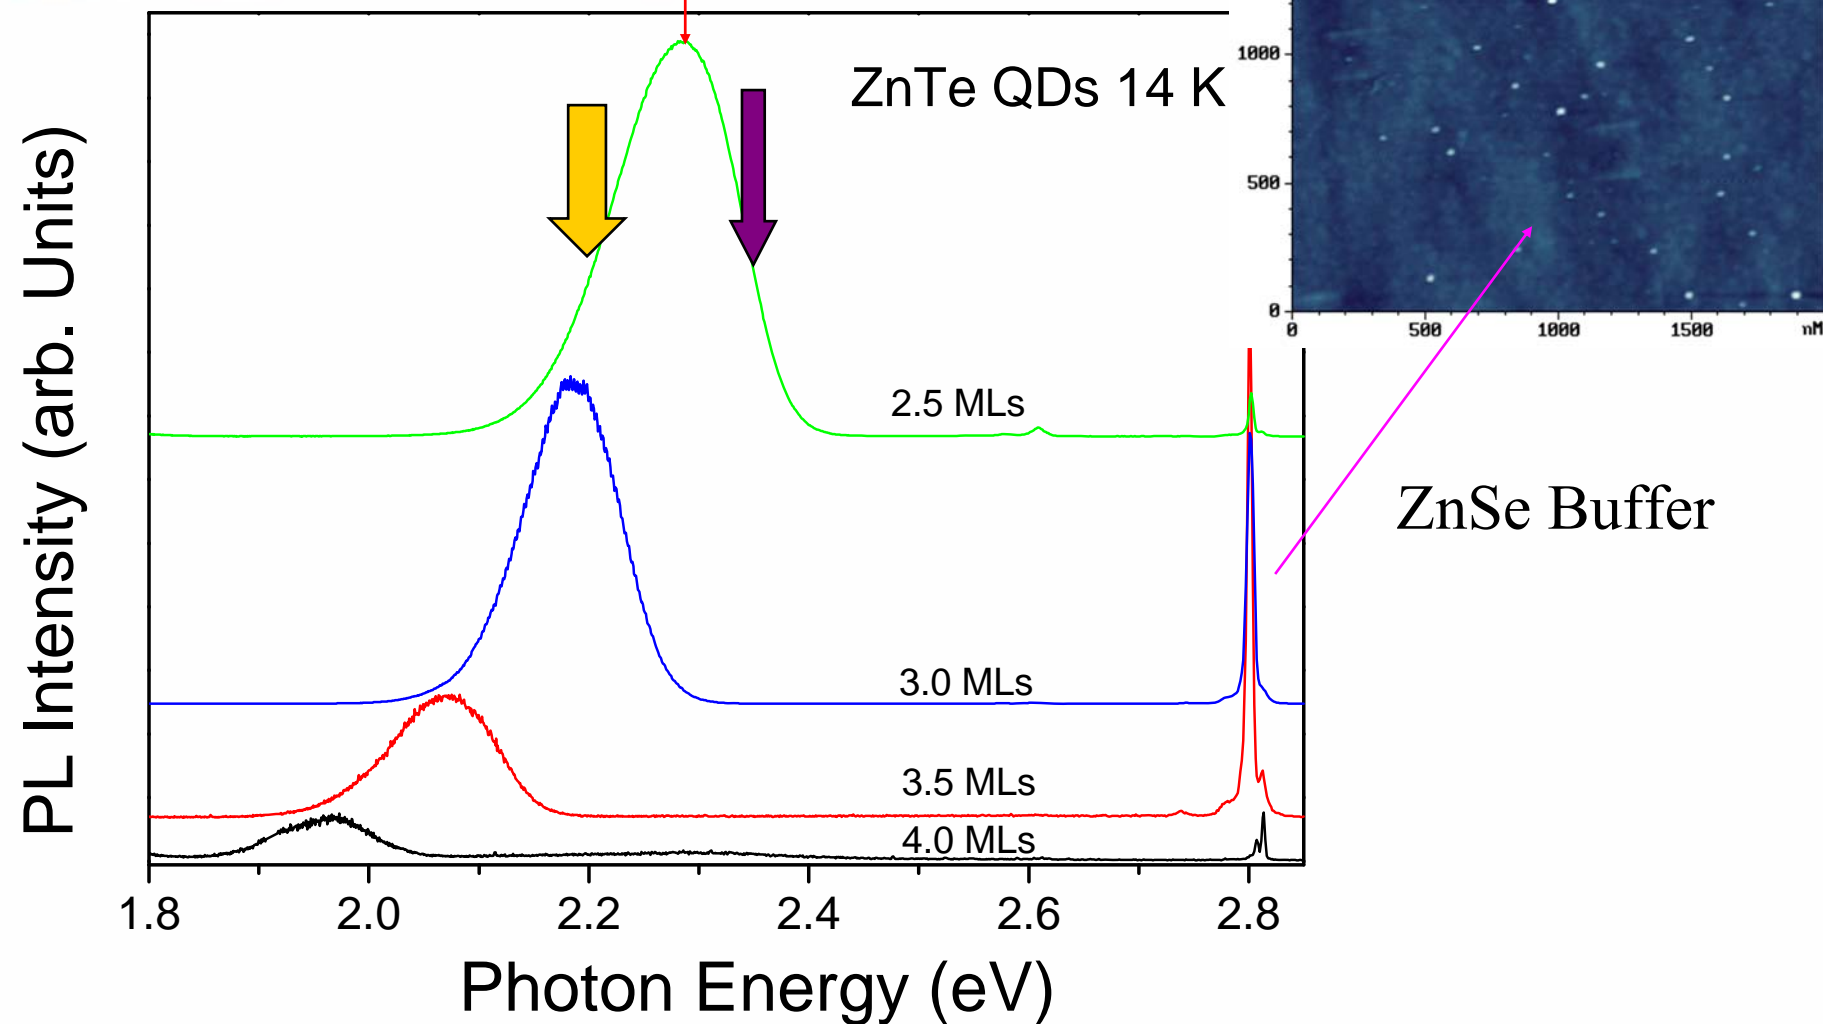 ZnTe QDs 14 K
1000
500
0
0 500 1000 1500 nM
2.5 MLs
ZnSe Buffer
3.0 MLs
3.5 MLs
4.0 MLs
PL Intensity (arb. Units)
1.8 2.0 2.2 2.4 2.6 2.8
Photon Energy (eV)